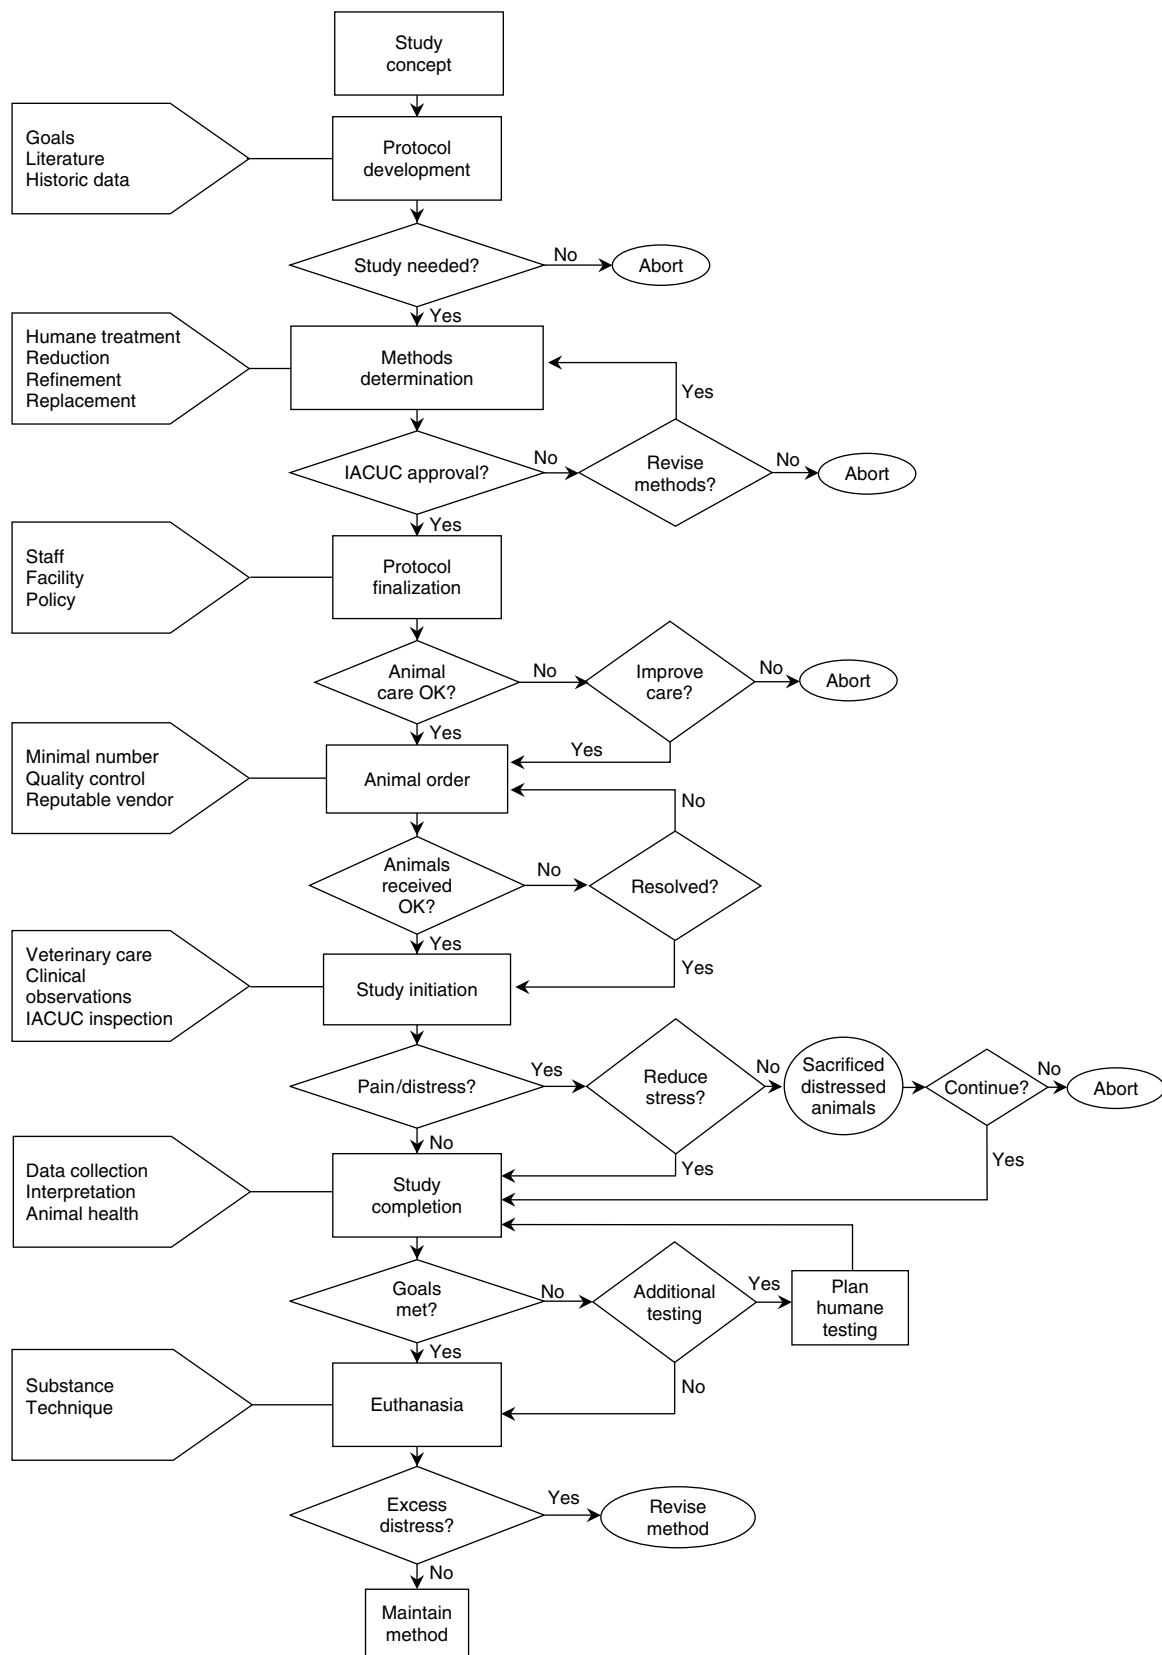 Study
concept
Goals
Literature
Historic data
Protocol
development
Study needed?
No
Abort
Yes
Humane treatment
Reduction
Refinement
Replacement
Methods
determination
Yes
IACUC approval?
No
Revise
methods?
No
Abort
Yes
Staff
Facility
Policy
Protocol
finalization
Animal
care OK?
No
Improve
care?
No
Abort
Yes
Yes
Minimal number
Quality control
Reputable vendor
Animal order
No
Animals
received
OK?
No
Resolved?
Yes
Yes
Veterinary care
Clinical
observations
IACUC inspection
Study initiation
Pain/distress?
Yes
Reduce
stress?
No
Sacrificed
distressed
animals
Continue?
No
Abort
No
Yes
Yes
Data collection
Interpretation
Animal health
Study
completion
Goals
met?
No
Additional
testing
Yes
Plan
humane
testing
Yes
No
Substance
Technique
Euthanasia
Excess
distress?
Yes
Revise
method
No
Maintain
method